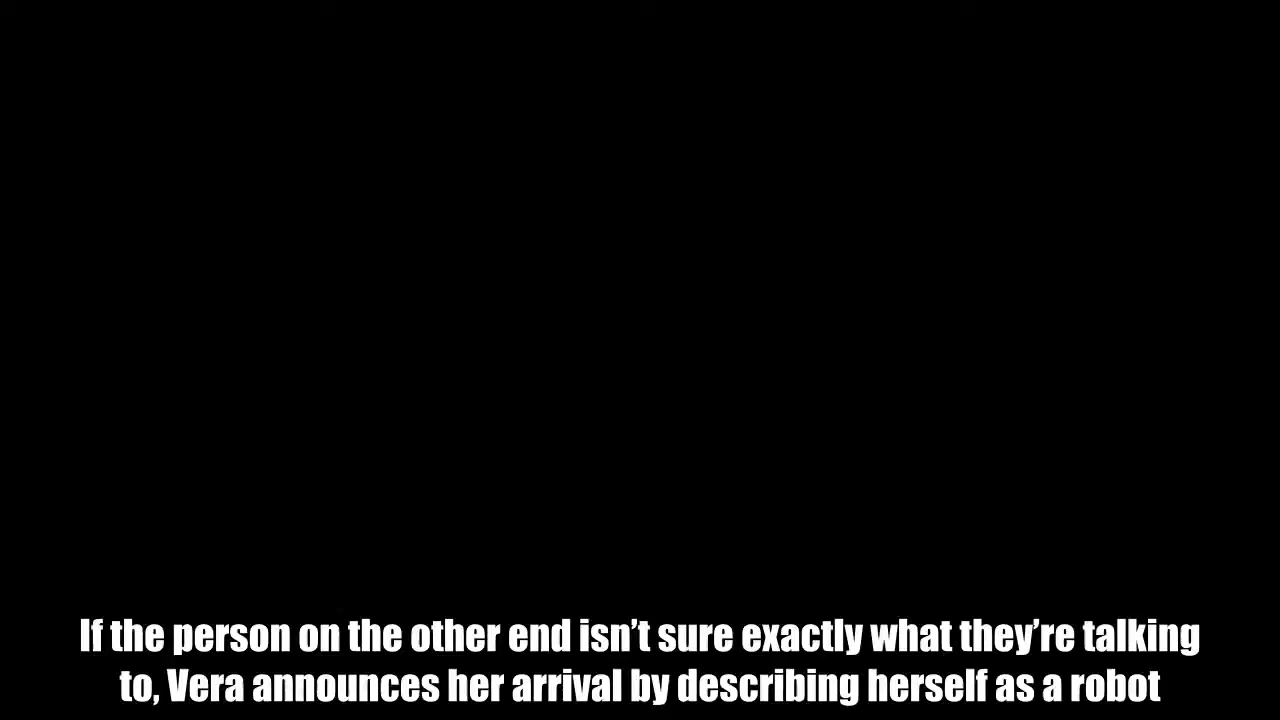 If the person on the other end isn’t sure exactly what they’re talking
to, Vera announces her arrival by describing herself as a robot